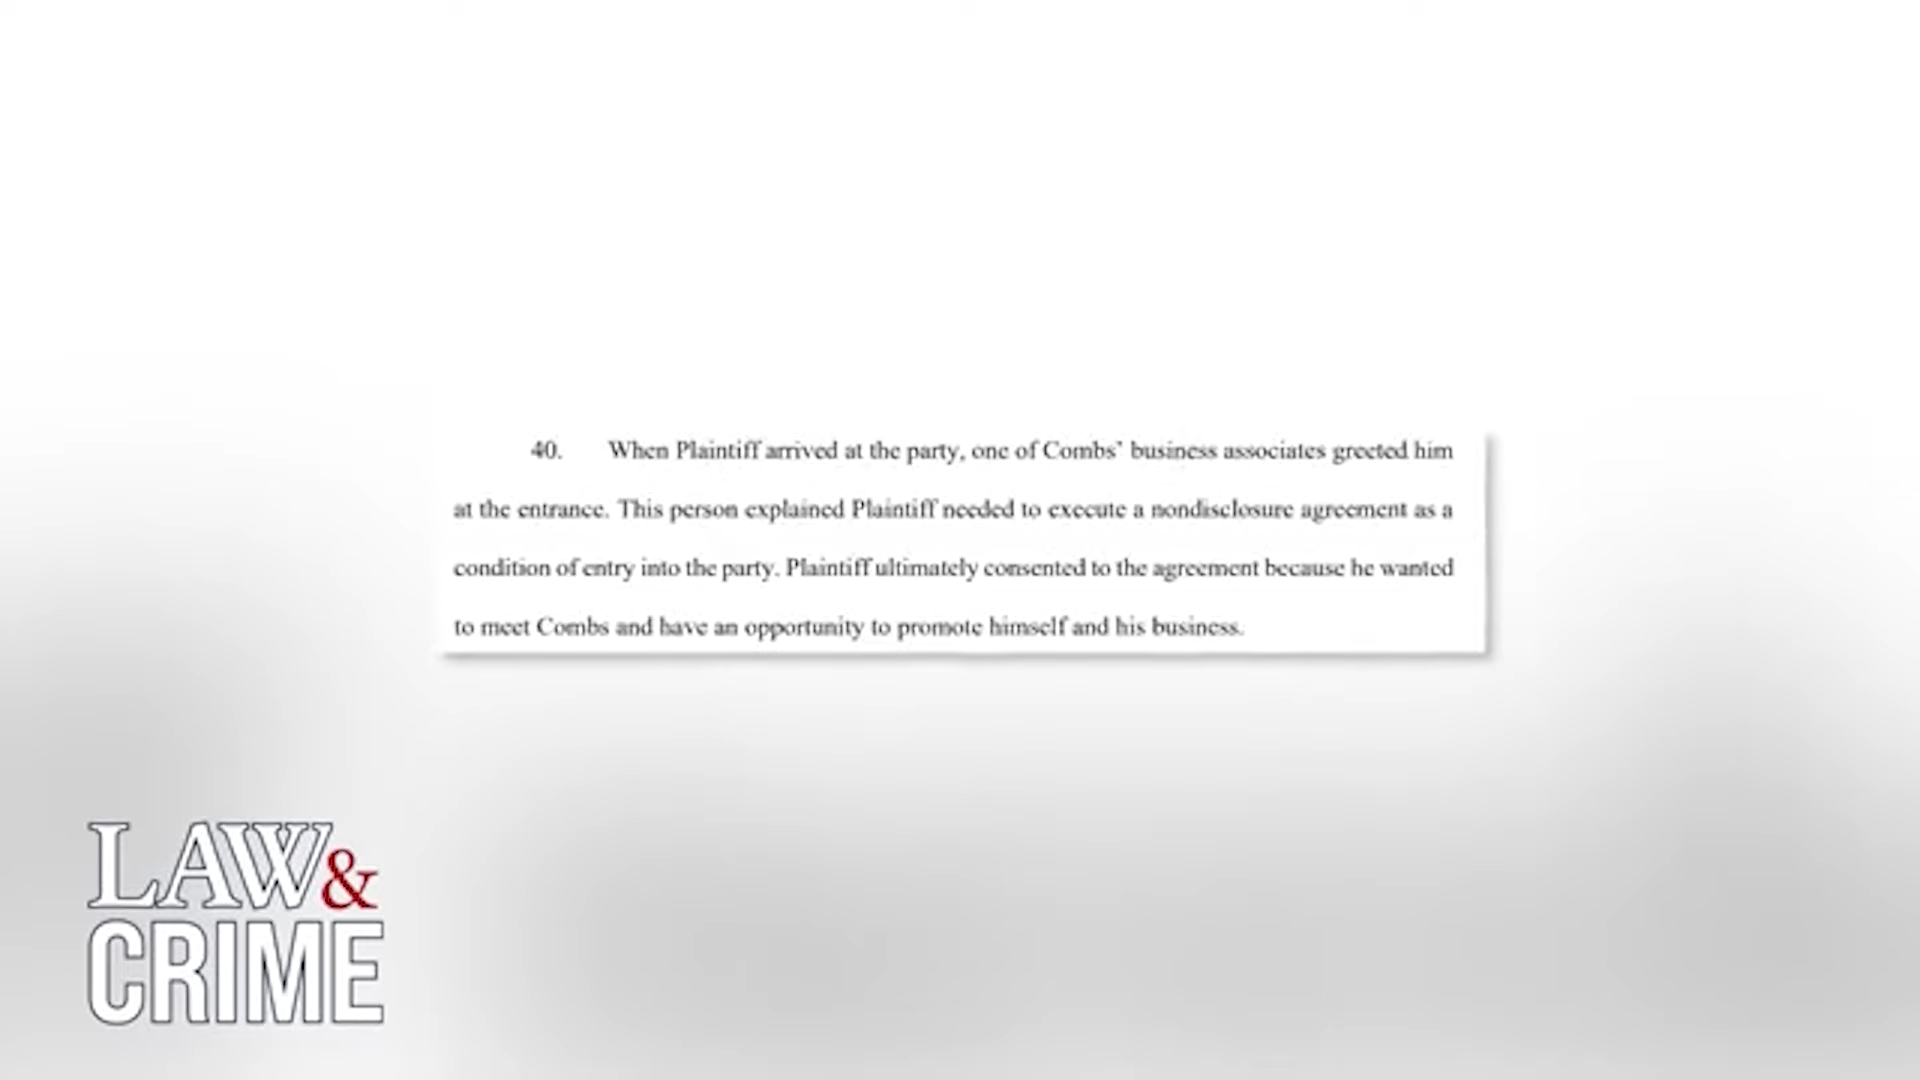 40. When Plaintiff arrived at the party, one of Combs' business associates greeted him
at the entrance. This person explained Plaintiff needed to execute a nondisclosure agreement as a
condition of entry into the party. Plaintiff ultimately consented to the agreement because he wanted
to meet Combs and have an opportunity to promote himself and his business.
LAW&
CRIME